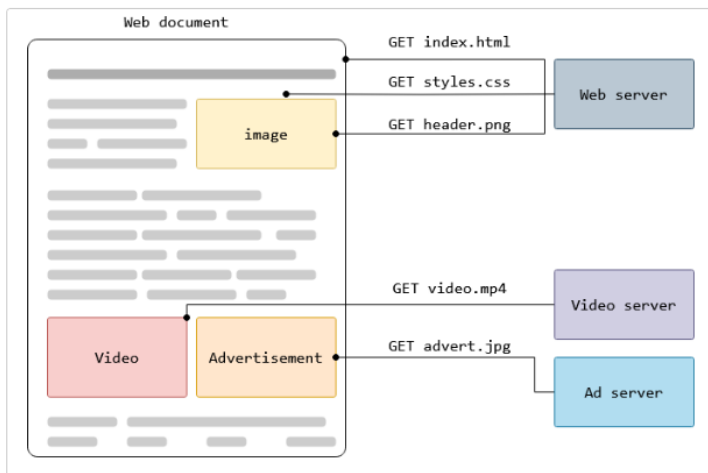 Web document
GET index.html
GET styles.css
Web server
GET header.png
image
GET video.mp4
Video server
Video
Advertisement
GET advert.jpg
Ad server